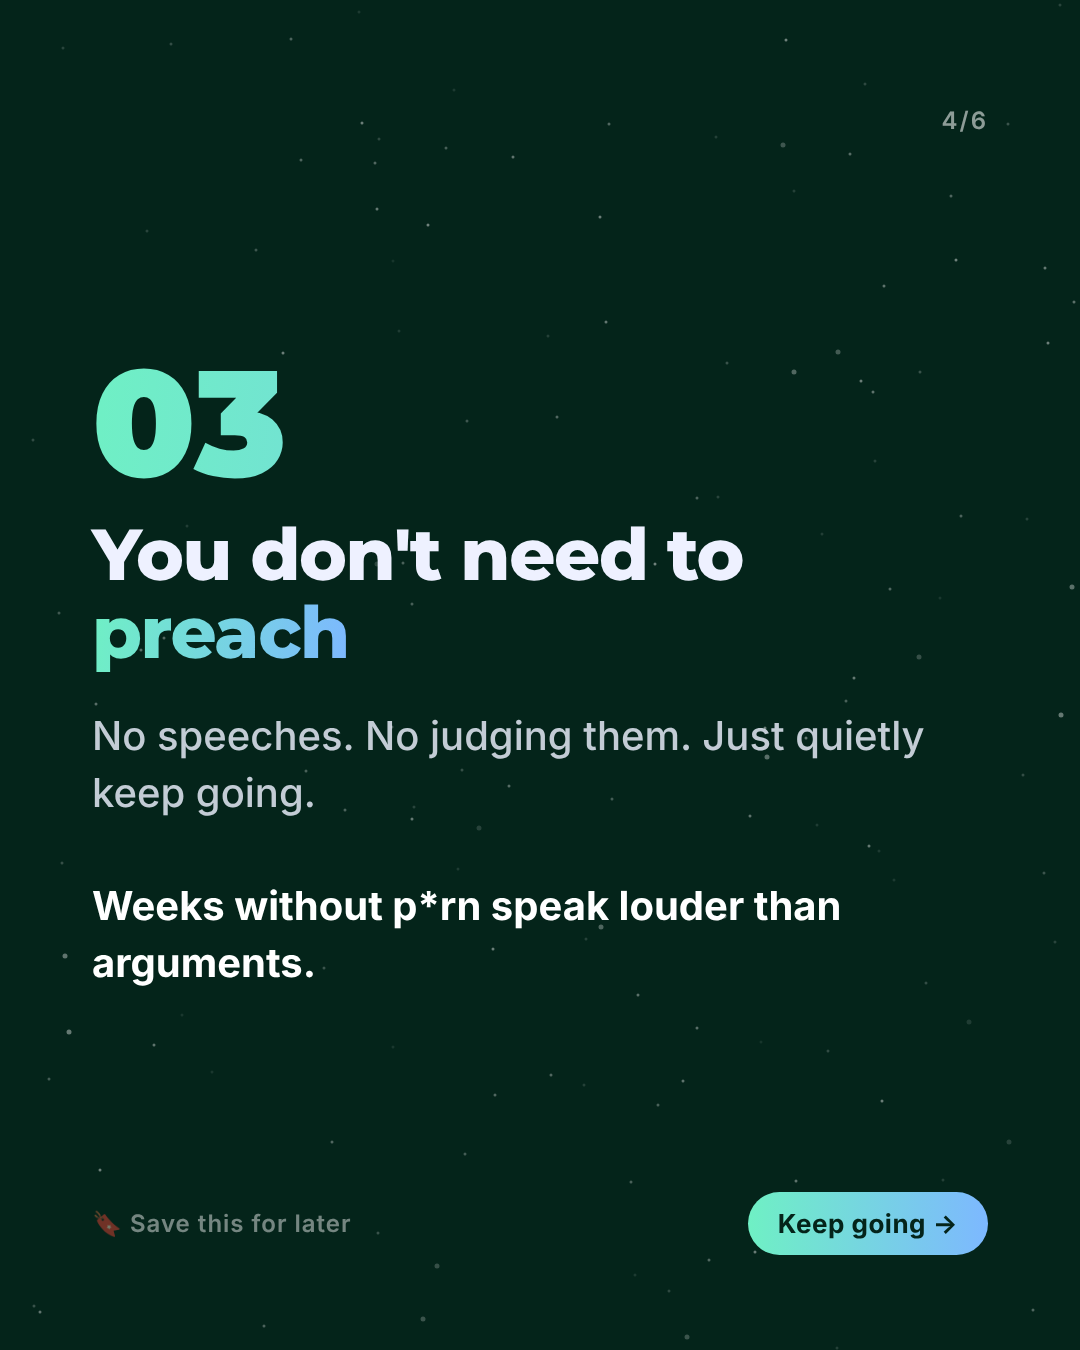 4/6
03
You don't need to
preach
No speeches. No judging them. Just quietly
keep going.
Weeks without p*rn speak louder than
arguments.
🔖 Save this for later
Keep going →